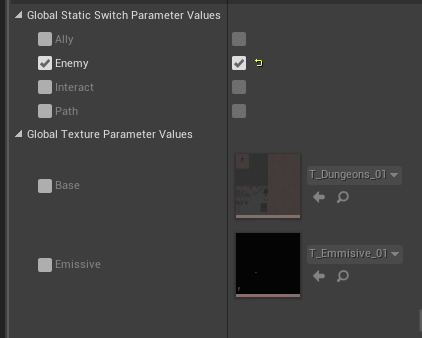 Global Static Switch Parameter Values
Ally
Enemy
Interact
Path
Global Texture Parameter Values
Base
T_Dungeons_01
Emissive
T_Emmisive_01